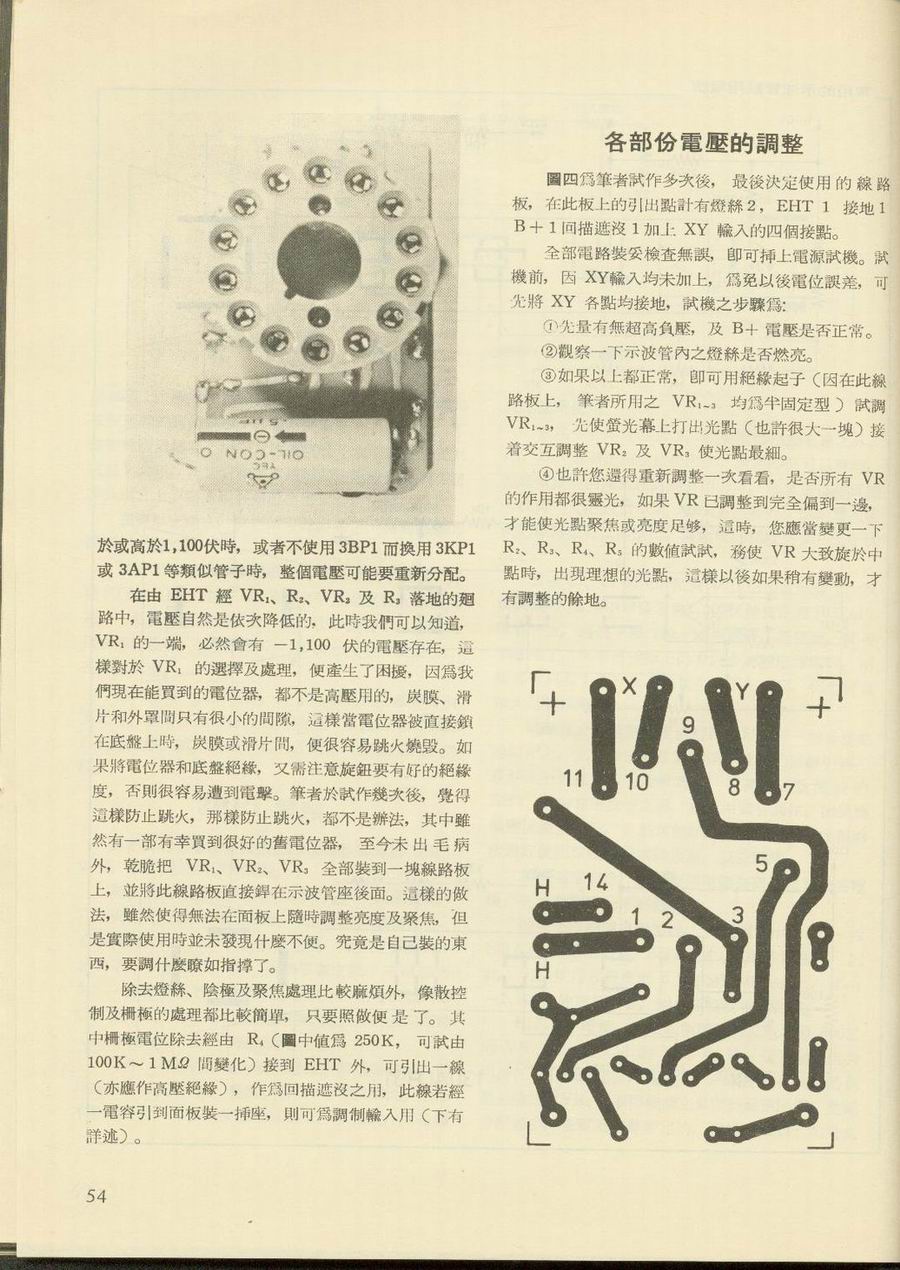 5 μF
OIL-CON 0
TEC
於或高於1,100伏時，或者不使用3BP1而換用3KP1
或 3AP1 等類似管子時，整個電壓可能要重新分配。
在由 EHT 經 VR₁、R₂、VR₂ 及 R₃ 落地的廻
路中，電壓自然是依次降低的，此時我們可以知道，
VR₁ 的一端，必然會有 －1,100 伏的電壓存在，這
樣對於 VR₁ 的選擇及處理，便產生了困擾，因爲我
們現在能買到的電位器，都不是高壓用的，炭膜、滑
片和外罩間只有很小的間隙，這樣當電位器被直接鎖
在底盤上時，炭膜或滑片間，便很容易跳火燒毀。如
果將電位器和底盤絕緣，又需注意旋鈕要有好的絕緣
度，否則很容易遭到電擊。筆者於試作幾次後，覺得
這樣防止跳火，那樣防止跳火，都不是辦法，其中雖
然有一部有幸買到很好的舊電位器，至今未出毛病
外，乾脆把 VR₁、VR₂、VR₃ 全部裝到一塊線路板
上，並將此線路板直接銲在示波管座後面。這樣的做
法，雖然使得無法在面板上隨時調整亮度及聚焦，但
是實際使用時並未發現什麼不便。究竟是自己裝的東
西，要調什麼瞭如指撑了。
除去燈絲、陰極及聚焦處理比較麻煩外，像散控
制及柵極的處理都比較簡單，只要照做便是了。其
中柵極電位除去經由 R₄（圖中值爲 250K，可試由
100K～1MΩ 間變化）接到 EHT 外，可引出一線
（亦應作高壓絕緣），作爲回描遮沒之用，此線若經
一電容引到面板裝一揷座，則可爲調制輸入用（下有
詳述）。
各部份電壓的調整
圖四爲筆者試作多次後，最後決定使用的線路
板，在此板上的引出點計有燈絲2，EHT 1 接地1
B＋1回描遮沒1加上 XY 輸入的四個接點。
全部電路裝妥檢查無誤，卽可揷上電源試機。試
機前，因 XY輸入均未加上，爲免以後電位誤差，可
先將 XY 各點均接地，試機之步驟爲:
①先量有無超高負壓，及 B＋ 電壓是否正常。
②觀察一下示波管內之燈絲是否燃亮。
③如果以上都正常，卽可用絕緣起子（因在此線
路板上，筆者所用之 VR₁~₃ 均爲半固定型）試調
VR₁~₃，先使螢光幕上打出光點（也許很大一塊）接
着交互調整 VR₂ 及 VR₃ 使光點最細。
④也許您還得重新調整一次看看，是否所有 VR
的作用都很靈光，如果 VR 已調整到完全偏到一邊，
才能使光點聚焦或亮度足够，這時，您應當變更一下
R₂、R₃、R₄、R₅ 的數値試試，務使 VR 大致旋於中
點時，出現理想的光點，這樣以後如果稍有變動，才
有調整的餘地。
X Y
9
11 10 8 7
5
H 14
1 2 3
H
54